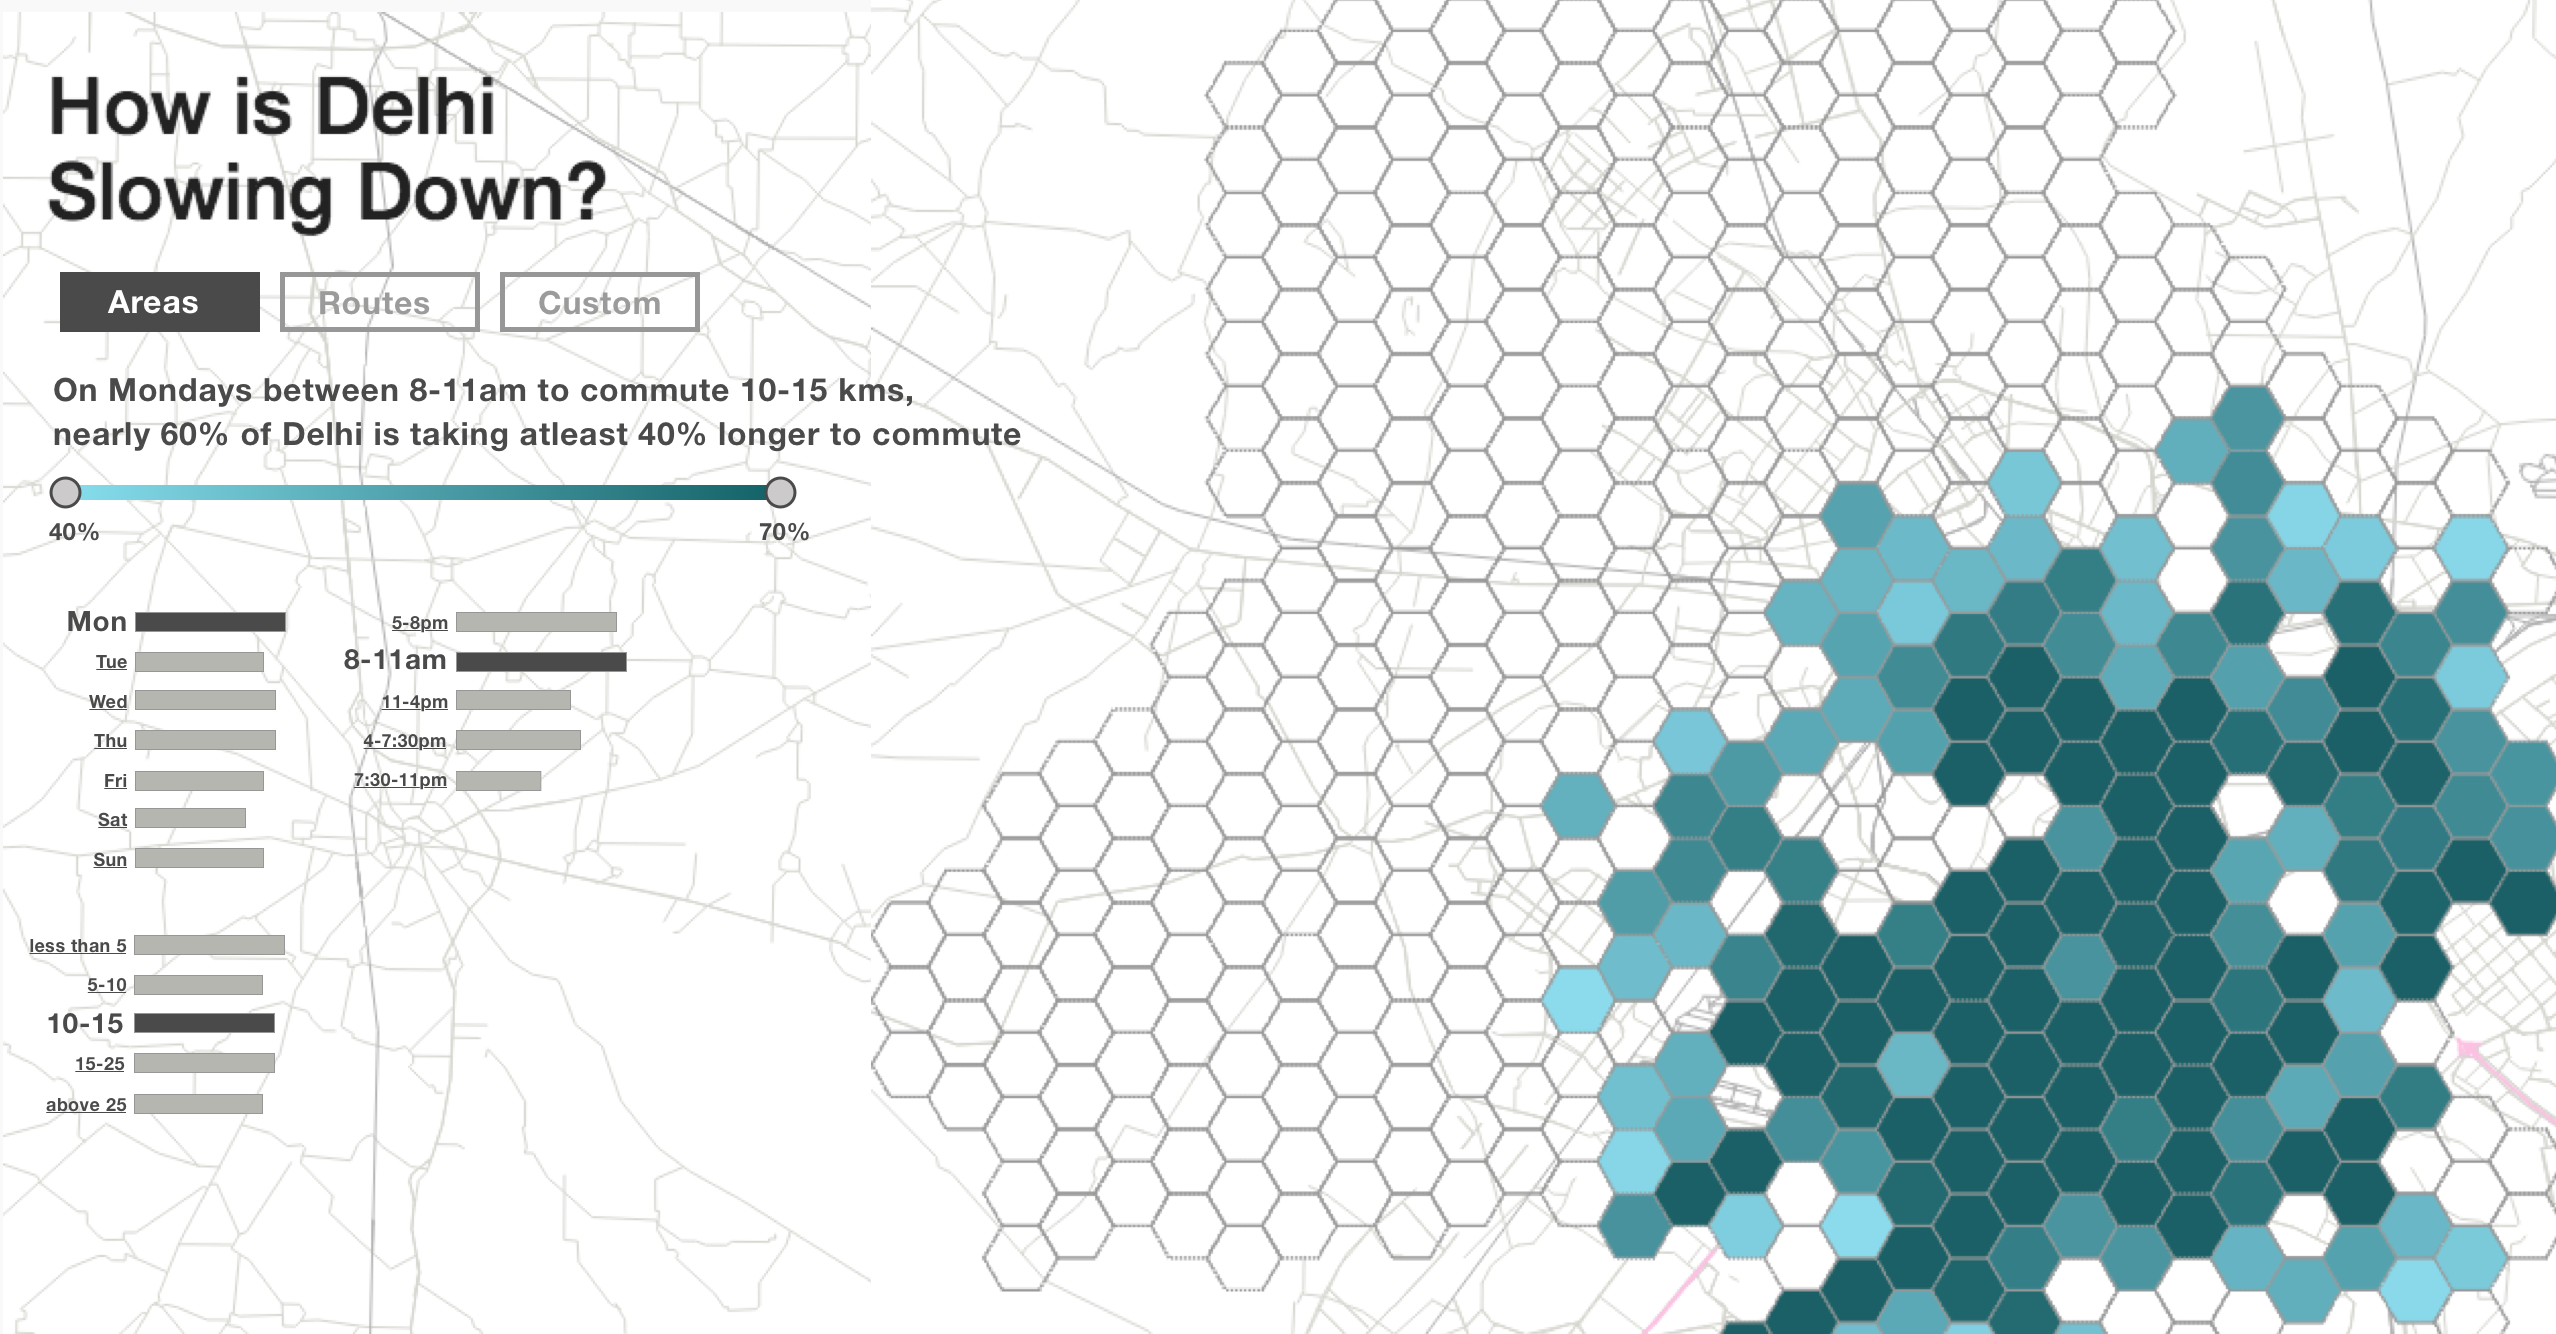 How is Delhi
Slowing Down?
Areas
Routes
Custom
On Mondays between 8-11am to commute 10-15 kms,
nearly 60% of Delhi is taking atleast 40% longer to commute
40%
70%
Mon
Tue
Wed
Thu
Fri
Sat
Sun
5-8pm
8-11am
11-4pm
4-7:30pm
7:30-11pm
less than 5
5-10
10-15
15-25
above 25